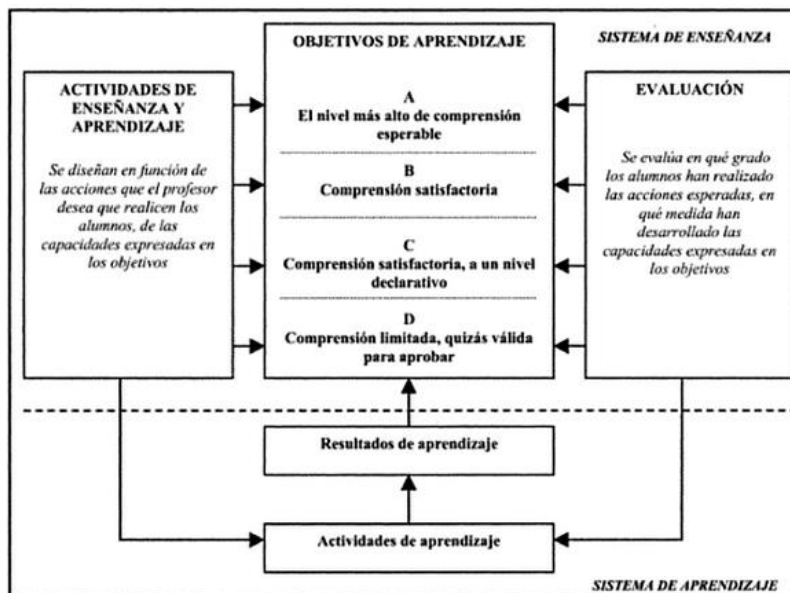 SISTEMA DE ENSEÑANZA
OBJETIVOS DE APRENDIZAJE
A
El nivel más alto de comprensión
esperable
B
Comprensión satisfactoria
C
Comprensión satisfactoria, a un nivel
declarativo
D
Comprensión limitada, quizás válida
para aprobar
ACTIVIDADES DE
ENSEÑANZA Y
APRENDIZAJE
Se diseñan en función de
las acciones que el profesor
desea que realicen los
alumnos, de las
capacidades expresadas en
los objetivos
EVALUACIÓN
Se evalúa en qué grado
los alumnos han realizado
las acciones esperadas, en
qué medida han
desarrollado las
capacidades expresadas en
los objetivos
Resultados de aprendizaje
Actividades de aprendizaje
SISTEMA DE APRENDIZAJE